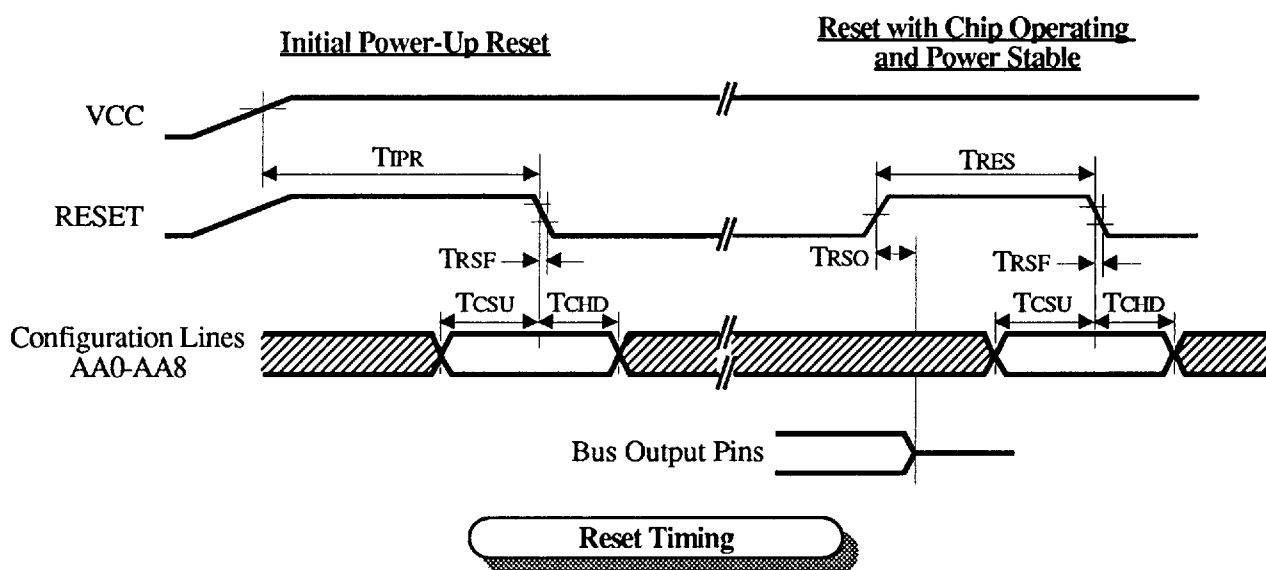 Initial Power-Up Reset
Reset with Chip Operating
and Power Stable
VCC
TIPR
TRES
RESET
TRSF
TRSO
TRSF
TCSU
TCHD
TCSU
TCHD
Configuration Lines
AA0-AA8
Bus Output Pins
Reset Timing